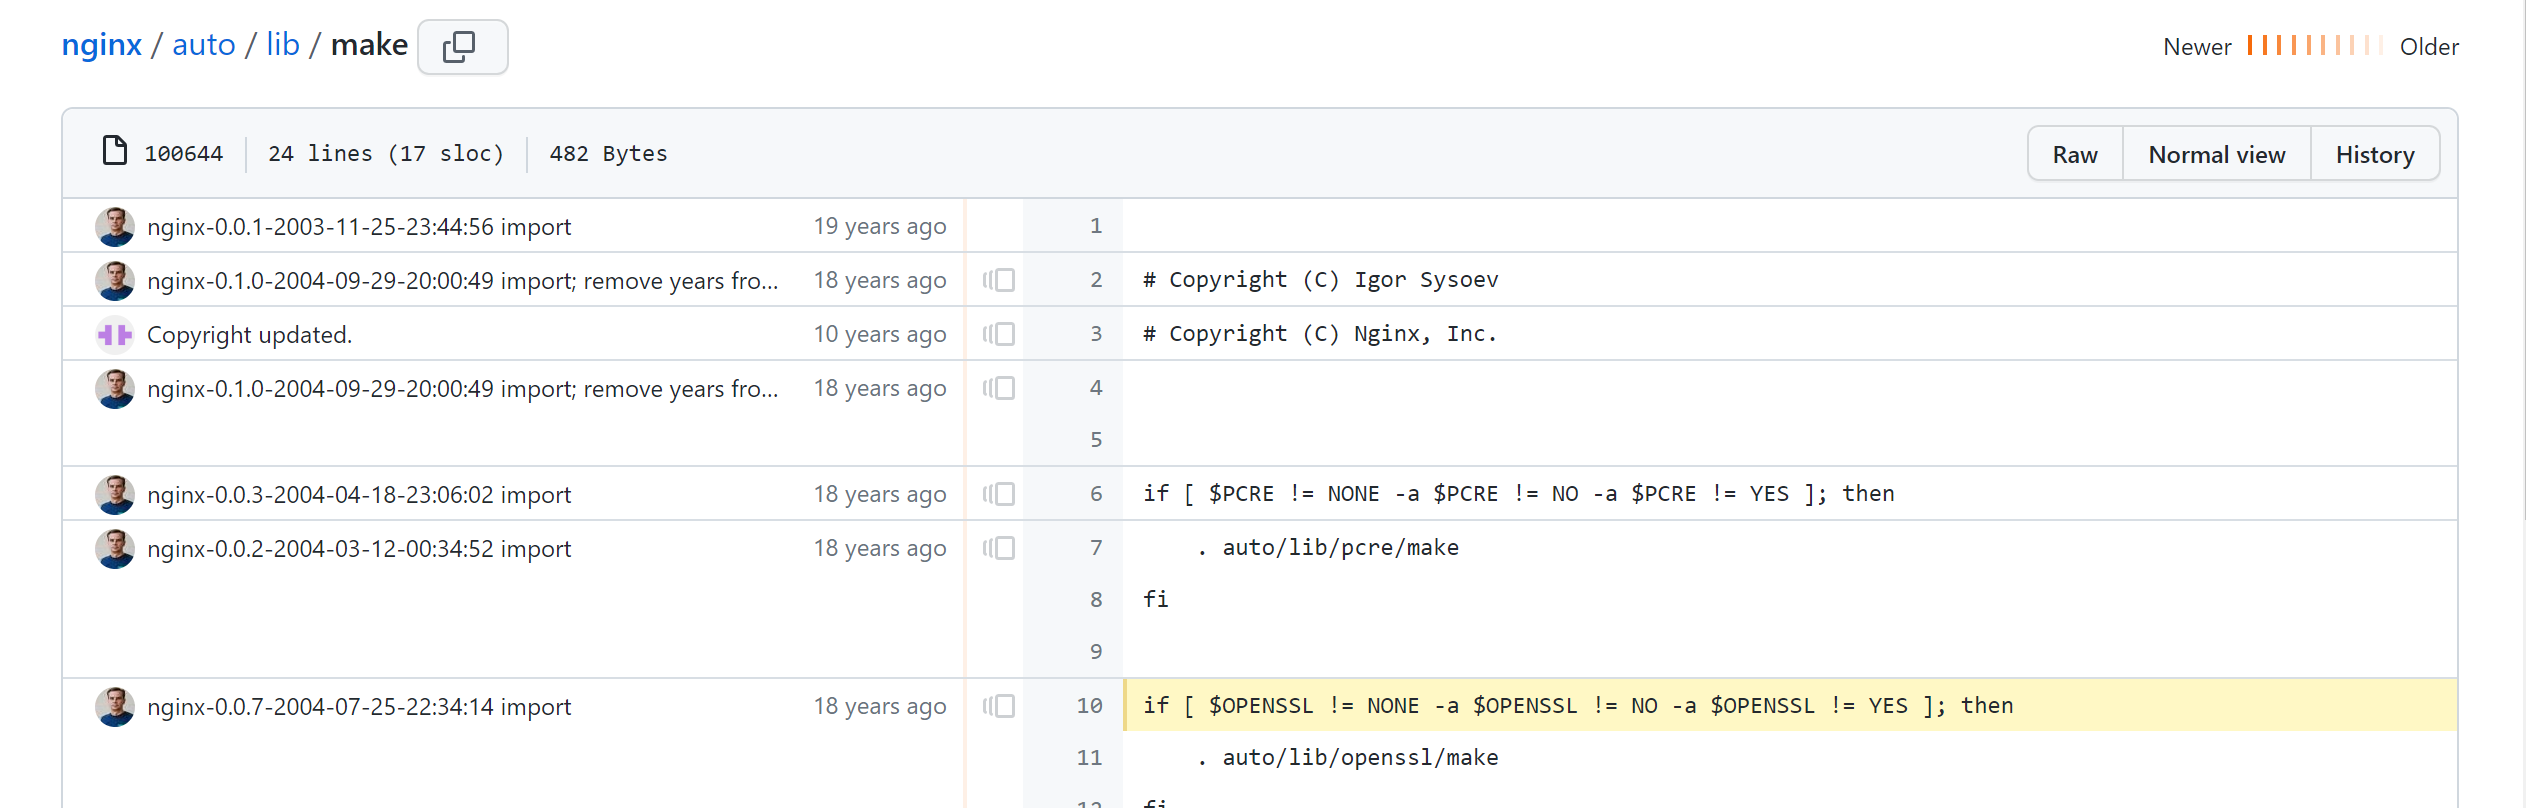 nginx / auto / lib / make
Newer Older
100644 24 lines (17 sloc) 482 Bytes
Raw Normal view History
nginx-0.0.1-2003-11-25-23:44:56 import 19 years ago 1
nginx-0.1.0-2004-09-29-20:00:49 import; remove years fro... 18 years ago 2 # Copyright (C) Igor Sysoev
Copyright updated. 10 years ago 3 # Copyright (C) Nginx, Inc.
nginx-0.1.0-2004-09-29-20:00:49 import; remove years fro... 18 years ago 4
5
nginx-0.0.3-2004-04-18-23:06:02 import 18 years ago 6 if [ $PCRE != NONE -a $PCRE != NO -a $PCRE != YES ]; then
nginx-0.0.2-2004-03-12-00:34:52 import 18 years ago 7 . auto/lib/pcre/make
8 fi
9
nginx-0.0.7-2004-07-25-22:34:14 import 18 years ago 10 if [ $OPENSSL != NONE -a $OPENSSL != NO -a $OPENSSL != YES ]; then
11 . auto/lib/openssl/make
12 fi